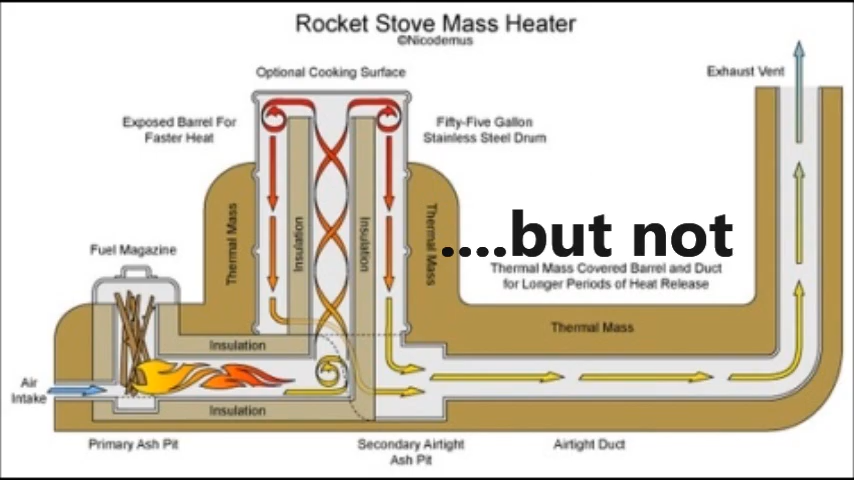 Rocket Stove Mass Heater
©Nicodemus
Optional Cooking Surface
Exhaust Vent
Exposed Barrel For
Faster Heat
Fifty-Five Gallon
Stainless Steel Drum
Thermal Mass
Insulation
Insulation
Thermal Mass
....but not
Fuel Magazine
Thermal Mass Covered Barrel and Duct
for Longer Periods of Heat Release
Thermal Mass
Insulation
Air
Intake
Insulation
Primary Ash Pit
Secondary Airtight
Ash Pit
Airtight Duct